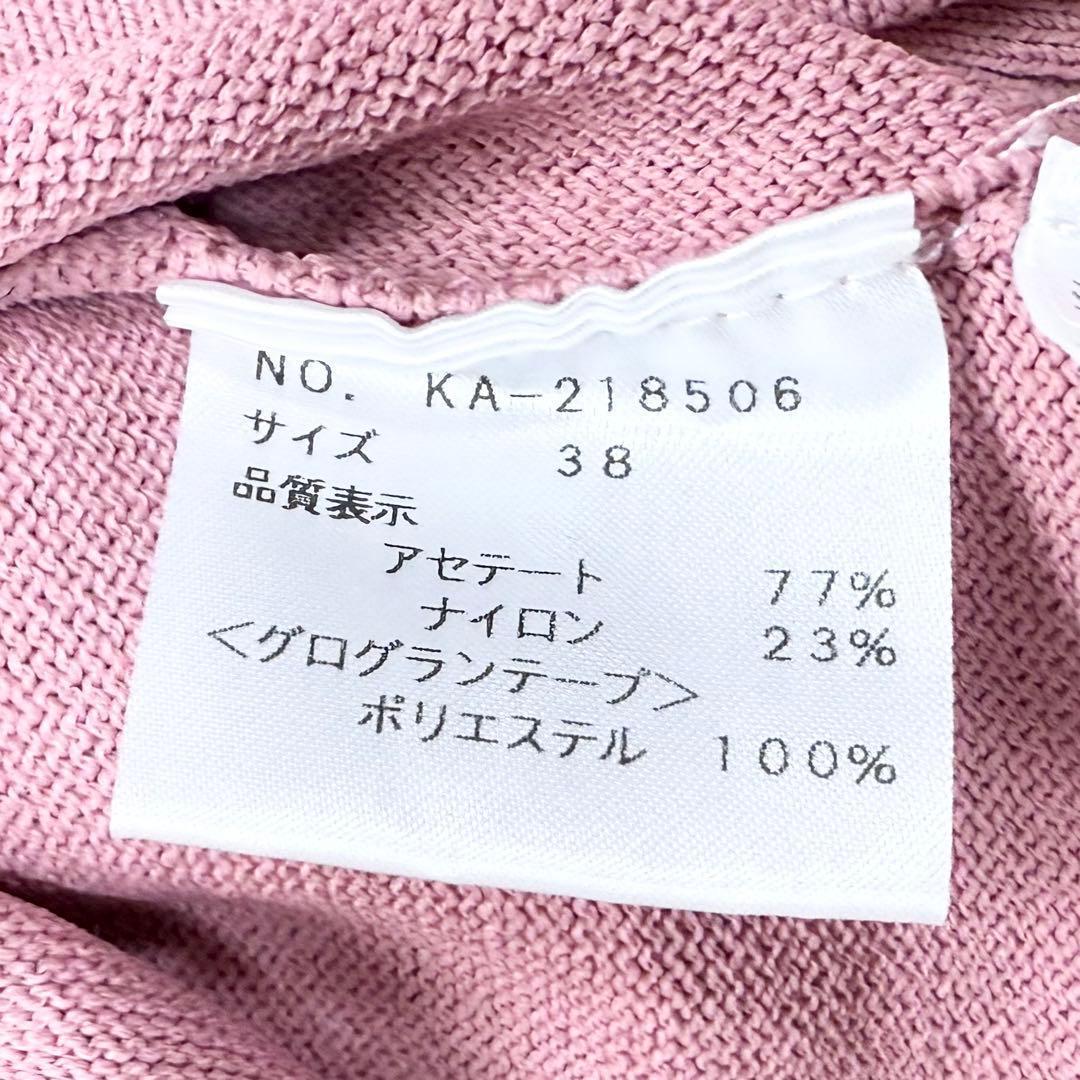 NO. KA-218506
サイズ 38
品質表示
アセテート 77%
ナイロン 23%
<グログランテープ>
ポリエステル 100%